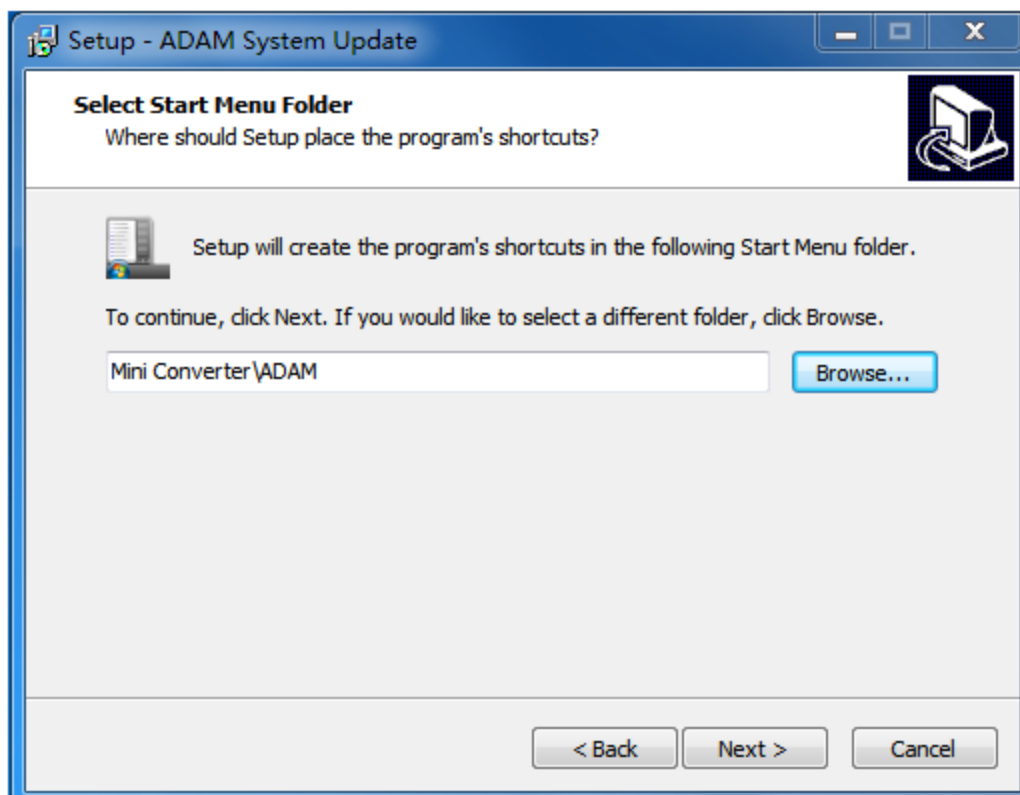 Setup - ADAM System Update
Select Start Menu Folder
Where should Setup place the program's shortcuts?
Setup will create the program's shortcuts in the following Start Menu folder.
To continue, click Next. If you would like to select a different folder, click Browse.
Mini Converter\ADAM
Browse...
< Back
Next >
Cancel